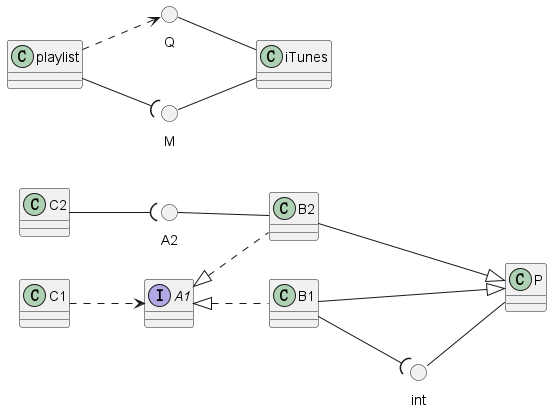 Q
C playlist
C iTunes
M
C C2
C B2
A2
C C1
I A1
C B1
C P
int